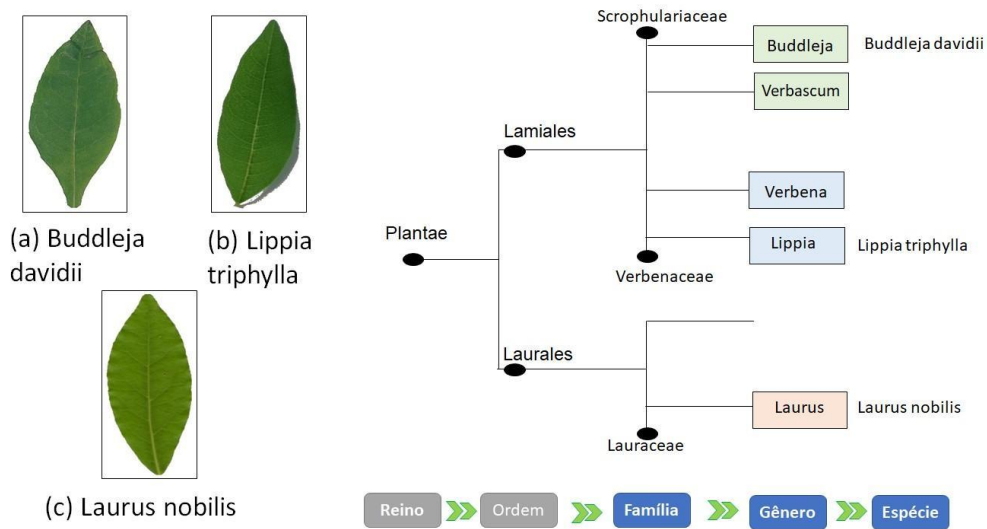 (a) Buddleja
davidii
(b) Lippia
triphylla
(c) Laurus nobilis
Plantae
Lamiales
Scrophulariaceae
Buddleja
Buddleja davidii
Verbascum
Verbena
Lippia
Lippia triphylla
Verbenaceae
Laurales
Laurus
Laurus nobilis
Lauraceae
Reino
Ordem
Família
Gênero
Espécie